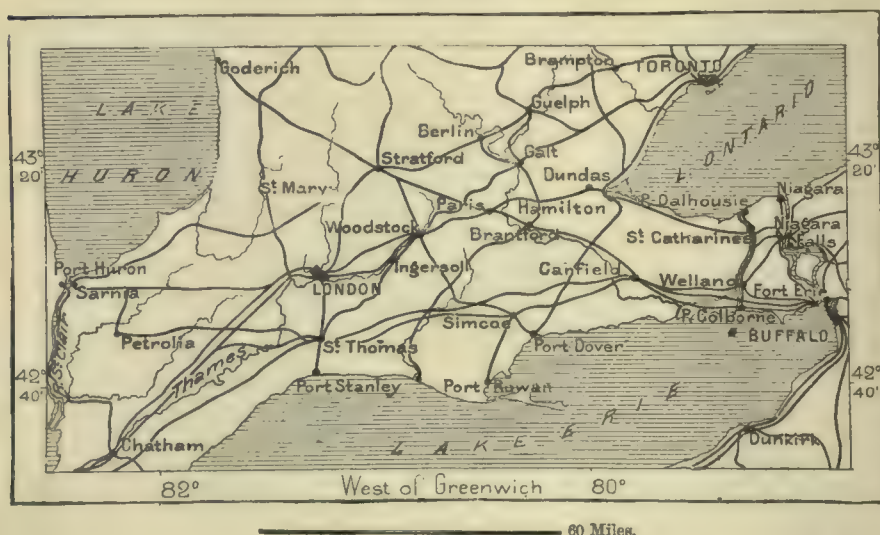 Goderich
Brampton
TORONTO
LAKE
HURON
Guelph
Berlin
L. ONTARIO
43°
20'
43°
20'
Stratford
Galt
Dundas
St Mary
Paris
Hamilton
P. Dalhousie
Niagara
Woodstock
Brantford
St. Catharines
Niagara
Falls
Port Huron
Sarnia
Ingersoll
LONDON
Canfield
Welland
Fort Erie
Simcoe
P. Colborne
Petrolia
St. Thomas
Port Dover
BUFFALO
R. St. Clair
Thames
42°
40'
42°
40'
Port Stanley
Port Rowan
LAKE ERIE
Chatham
Dunkirk
82°
West of Greenwich
80°
60 Miles.